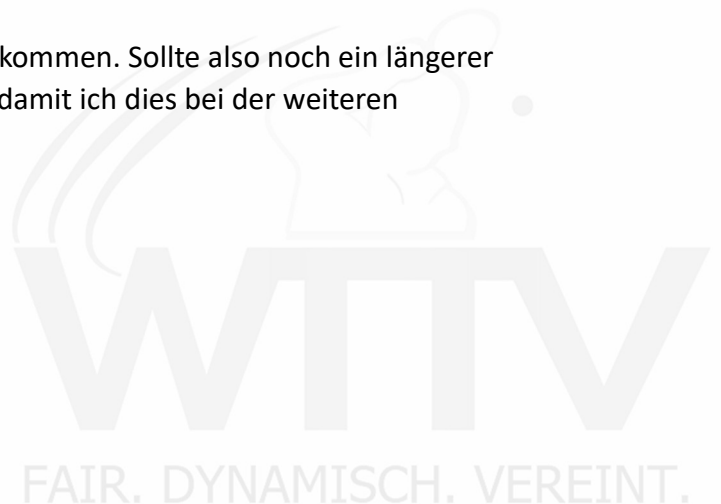 kommen. Sollte also noch ein längerer
damit ich dies bei der weiteren
WTTV
FAIR. DYNAMISCH. VEREINT.